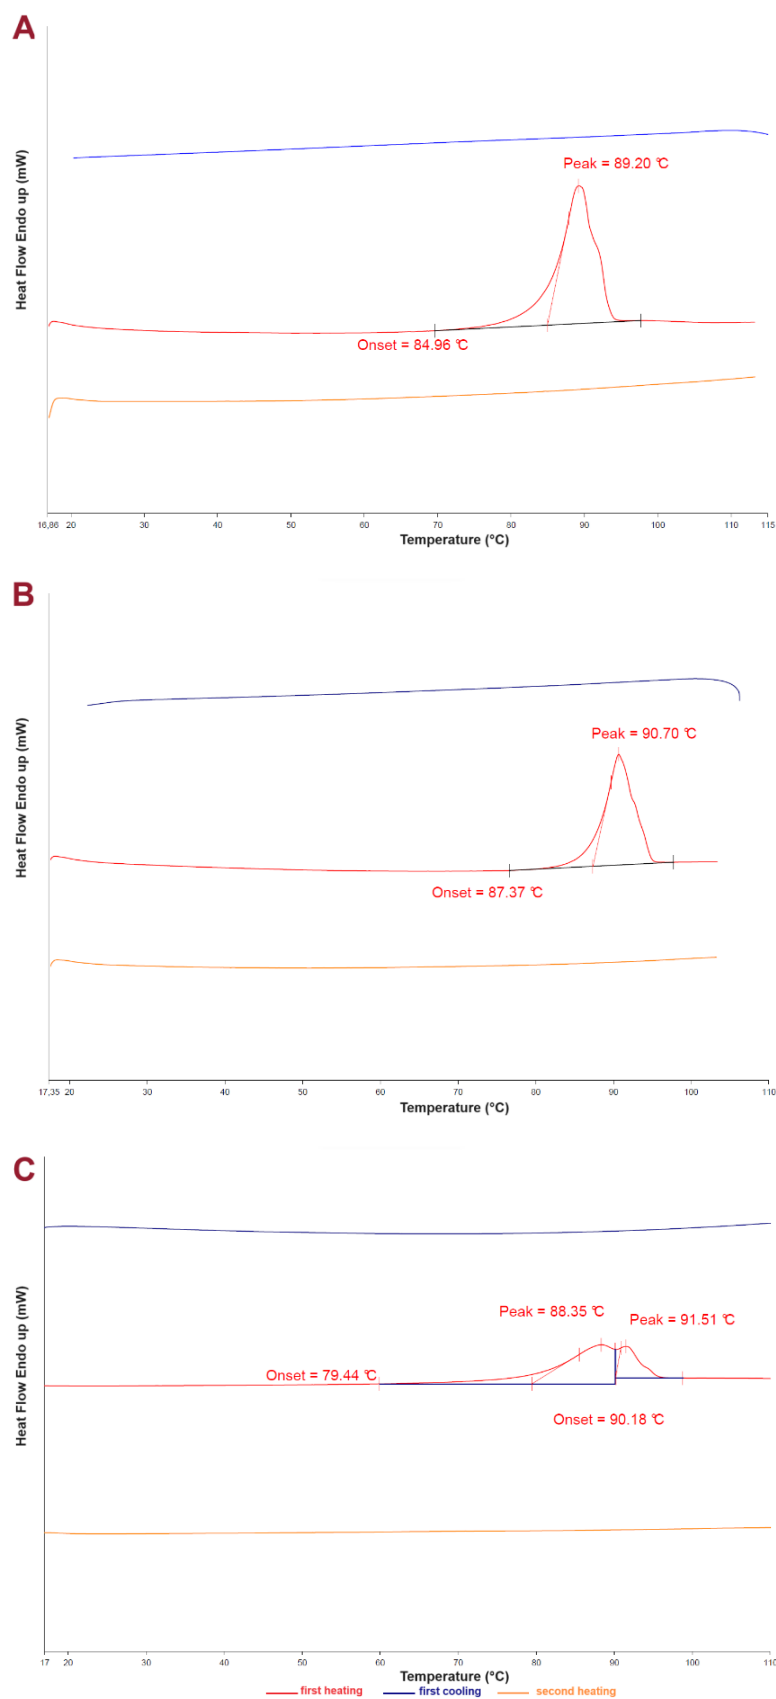 A
Heat Flow Endo up (mW)
Peak = 89.20 °C
Onset = 84.96 °C
16,86 20 30 40 50 60 70 80 90 100 110 115
Temperature (°C)
B
Heat Flow Endo up (mW)
Peak = 90.70 °C
Onset = 87.37 °C
17,35 20 30 40 50 60 70 80 90 100 110
Temperature (°C)
C
Heat Flow Endo up (mW)
Peak = 88.35 °C
Peak = 91.51 °C
Onset = 79.44 °C
Onset = 90.18 °C
17 20 30 40 50 60 70 80 90 100 110
Temperature (°C)
first heating first cooling second heating